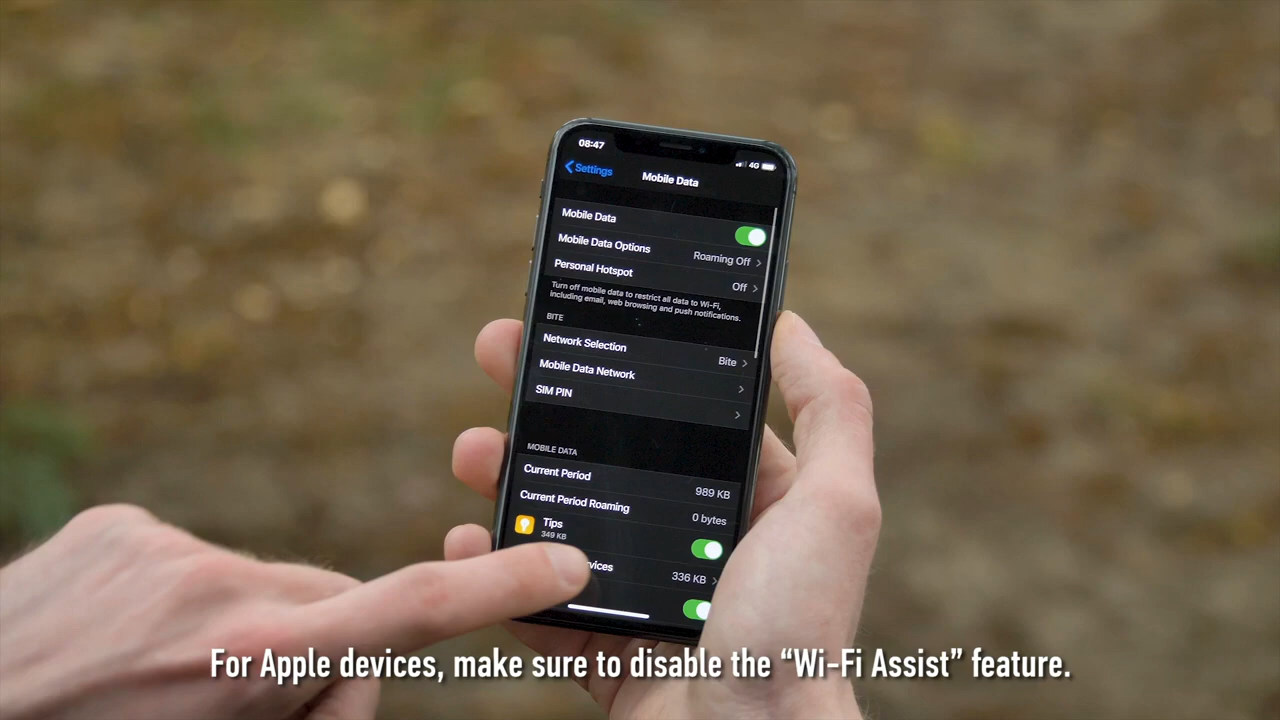 08:47
4G
Settings
Mobile Data
Mobile Data
Mobile Data Options
Roaming Off
Personal Hotspot
Off
Turn off mobile data to restrict all data to Wi-Fi,
including email, web browsing and push notifications.
BITE
Network Selection
Bite
Mobile Data Network
SIM PIN
MOBILE DATA
Current Period
989 KB
Current Period Roaming
0 bytes
Tips
349 KB
336 KB
For Apple devices, make sure to disable the “Wi-Fi Assist” feature.